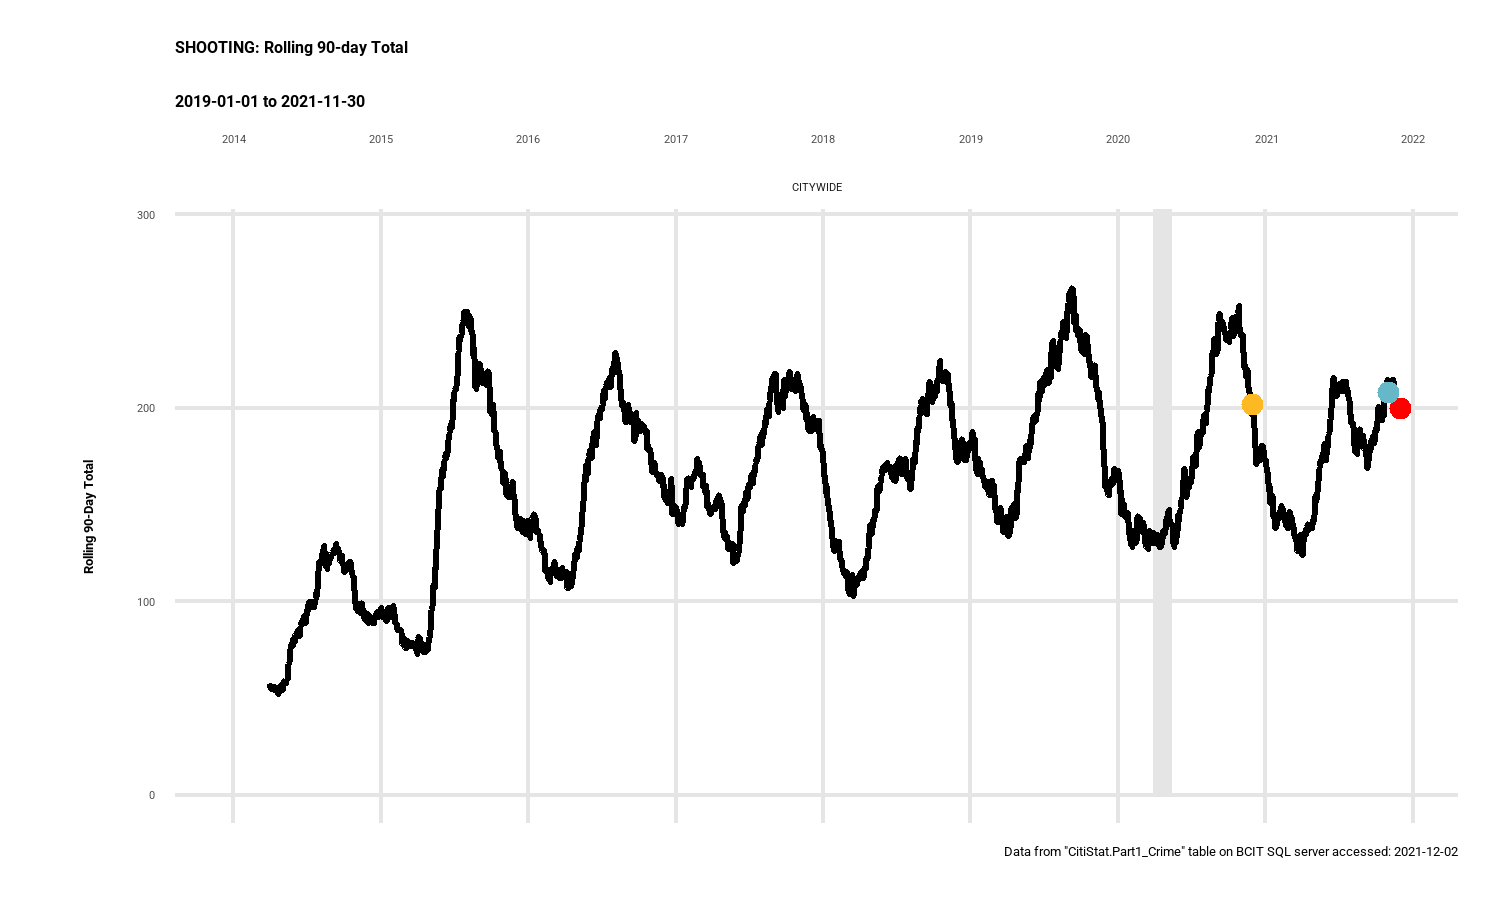 SHOOTING: Rolling 90-day Total
2019-01-01 to 2021-11-30
2014 2015 2016 2017 2018 2019 2020 2021 2022
CITYWIDE
300
200
100
0
Rolling 90-Day Total
Data from "CitiStat.Part1_Crime" table on BCIT SQL server accessed: 2021-12-02